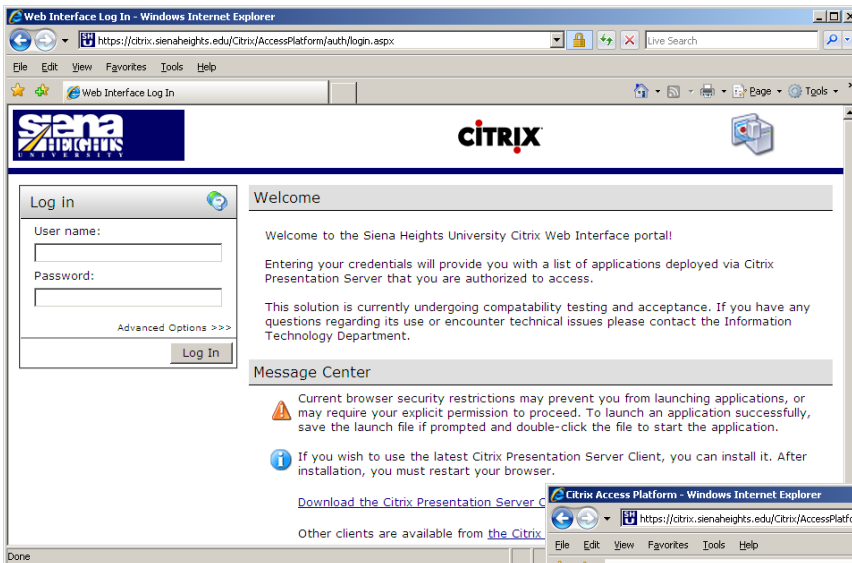 Web Interface Log In - Windows Internet Explorer
https://citrix.sienaheights.edu/Citrix/AccessPlatform/auth/login.aspx
Live Search
File Edit View Favorites Tools Help
Web Interface Log In
Page Tools
Siena
HEIGHTS
UNIVERSITY
CITRIX
Log in
User name:
Password:
Advanced Options >>>
Log In
Welcome
Welcome to the Siena Heights University Citrix Web Interface portal!
Entering your credentials will provide you with a list of applications deployed via Citrix
Presentation Server that you are authorized to access.
This solution is currently undergoing compatability testing and acceptance. If you have any
questions regarding its use or encounter technical issues please contact the Information
Technology Department.
Message Center
Current browser security restrictions may prevent you from launching applications, or
may require your explicit permission to proceed. To launch an application successfully,
save the launch file if prompted and double-click the file to start the application.
If you wish to use the latest Citrix Presentation Server Client, you can install it. After
installation, you must restart your browser.
Download the Citrix Presentation Server C
Other clients are available from the Citrix
Done
Citrix Access Platform - Windows Internet Explorer
https://citrix.sienaheights.edu/Citrix/AccessPlatfo
File Edit View Favorites Tools Help